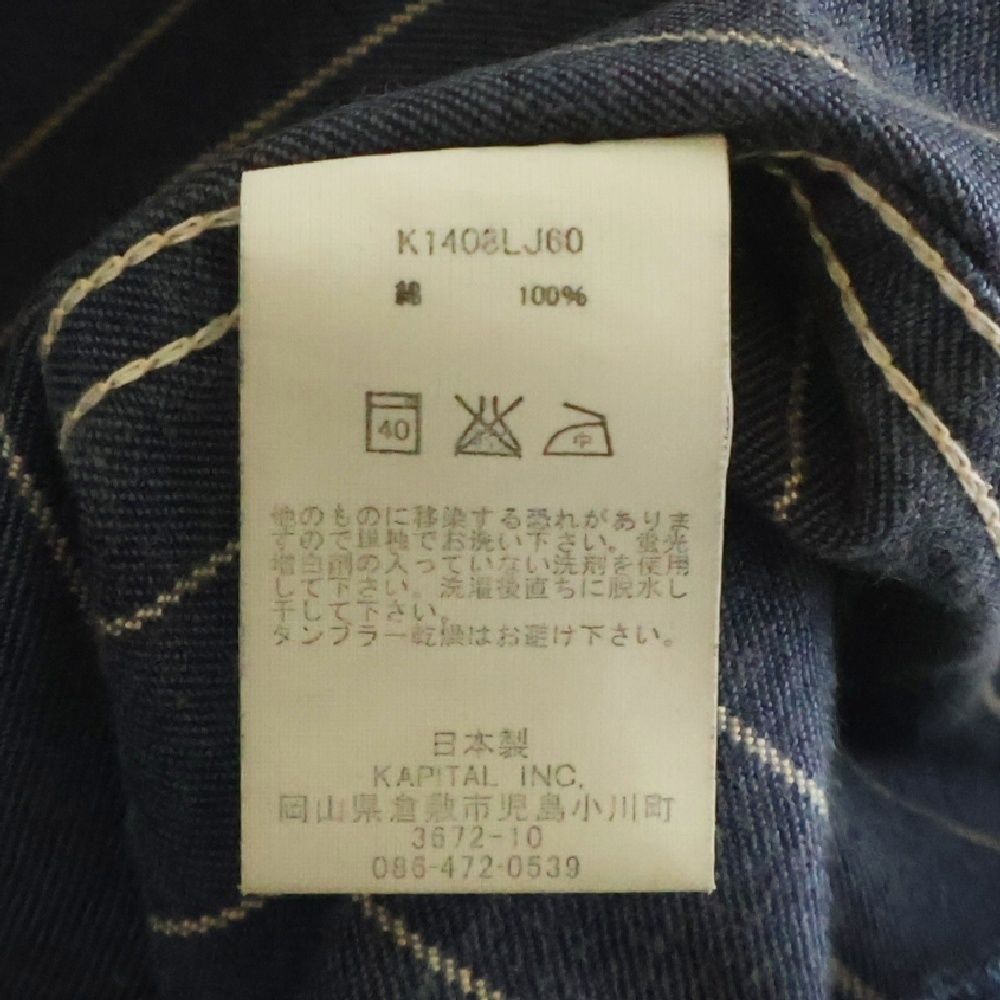 K1408LJ60
綿 100%
40
中
他のものに移染する恐れがありま
すので単独でお洗い下さい。蛍光
増白剤の入っていない洗剤を使用
して下さい。洗濯後直ちに脱水し
干して下さい。
タンブラー乾燥はお避け下さい。
日本製
KAPITAL INC.
岡山県倉敷市児島小川町
3672-10
086-472-0539